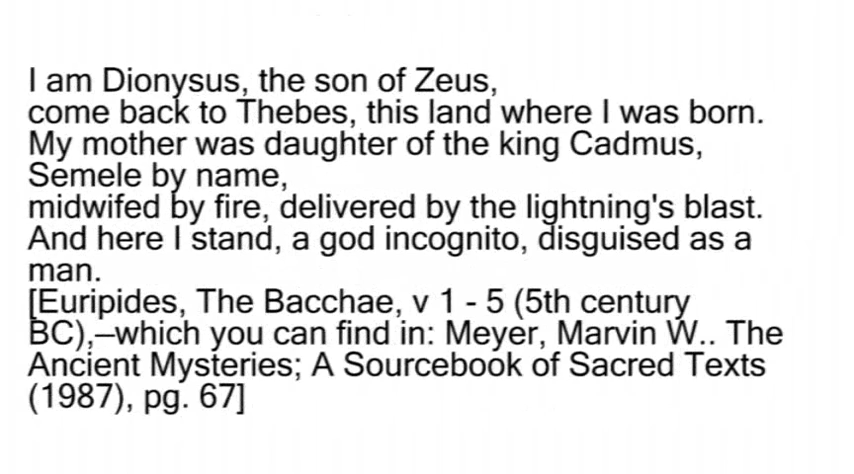 I am Dionysus, the son of Zeus,
come back to Thebes, this land where I was born.
My mother was daughter of the king Cadmus,
Semele by name,
midwifed by fire, delivered by the lightning's blast.
And here I stand, a god incognito, disguised as a
man.
[Euripides, The Bacchae, v 1 - 5 (5th century
BC),–which you can find in: Meyer, Marvin W.. The
Ancient Mysteries; A Sourcebook of Sacred Texts
(1987), pg. 67]